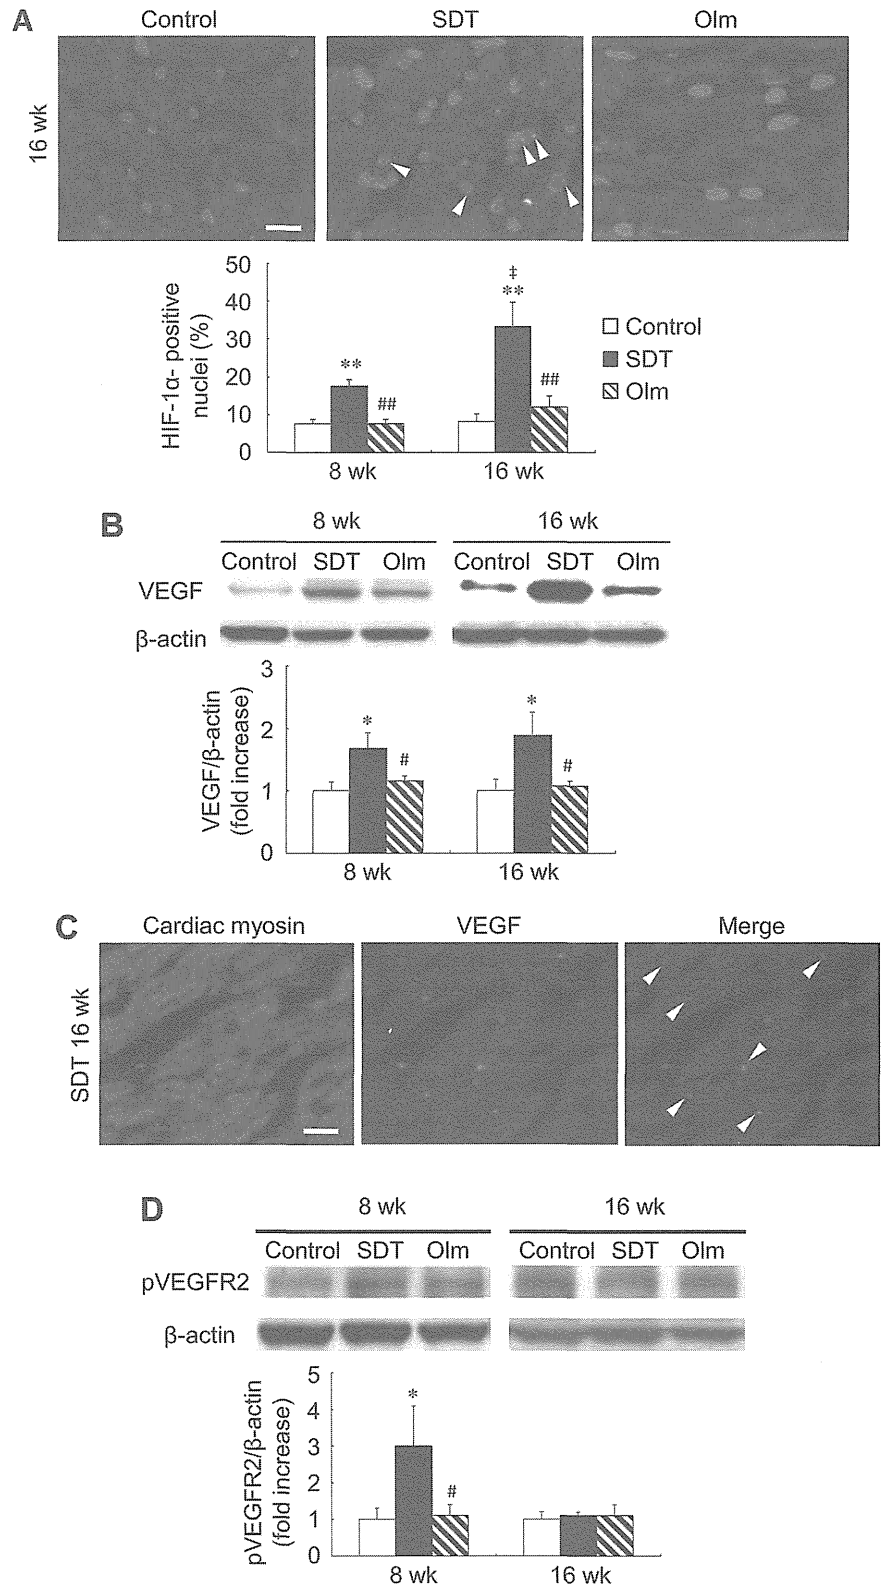 A
Control SDT Olm
16 wk
HIF-1α- positive
nuclei (%)
50
40
30
20
10
0
** ## ‡
** ##
8 wk 16 wk
Control
SDT
Olm
B
8 wk 16 wk
Control SDT Olm Control SDT Olm
VEGF
β-actin
VEGF/β-actin
(fold increase)
3
2
1
0
* # * #
8 wk 16 wk
C
Cardiac myosin VEGF Merge
SDT 16 wk
D
8 wk 16 wk
Control SDT Olm Control SDT Olm
pVEGFR2
β-actin
pVEGFR2/β-actin
(fold increase)
5
4
3
2
1
0
* #
8 wk 16 wk